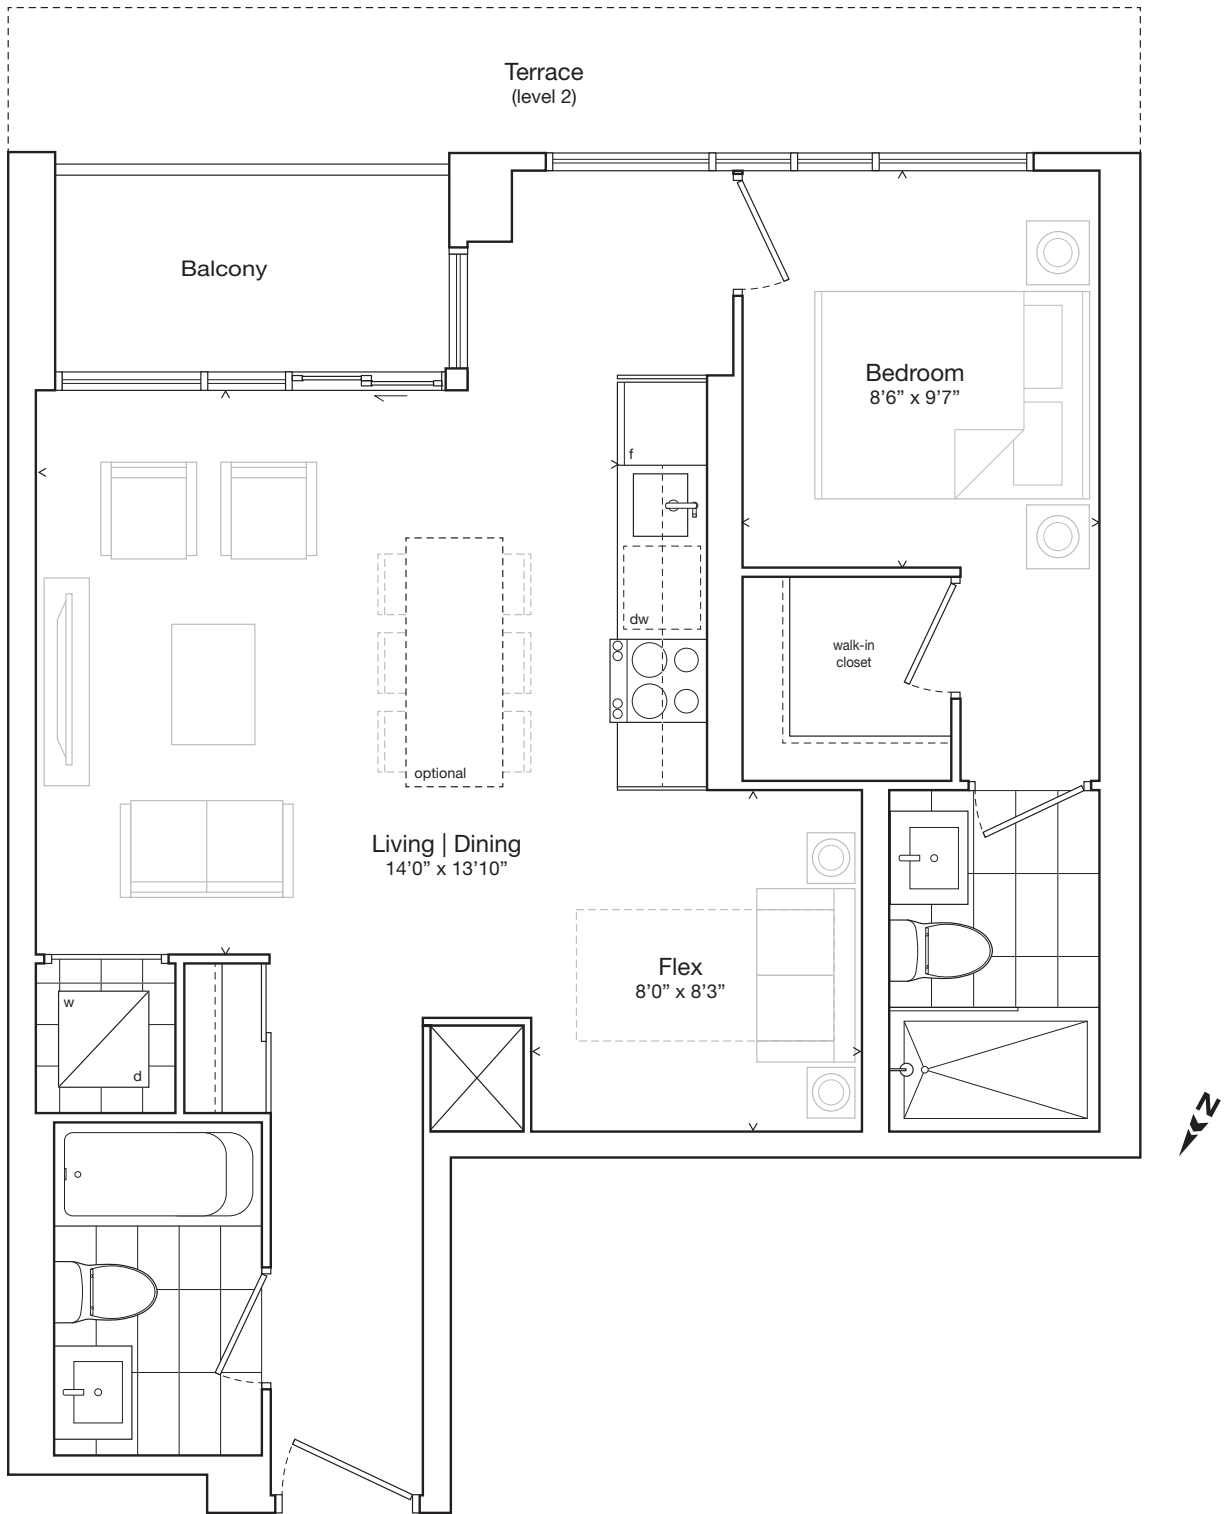 Terrace
(level 2)
Balcony
Bedroom
8’6” x 9’7”
f
dw
walk-in
closet
optional
Living | Dining
14’0” x 13’10”
Flex
8’0” x 8’3”
w
d
N